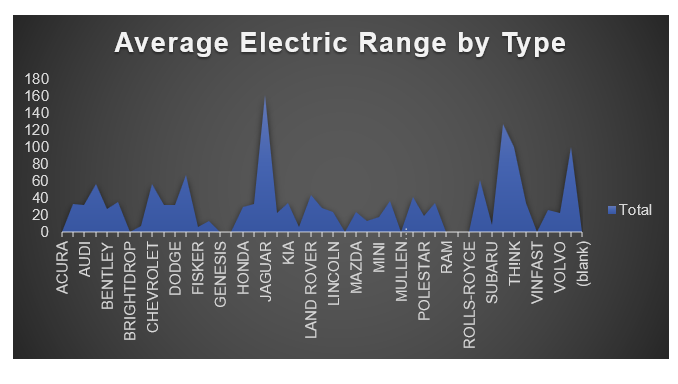 Average Electric Range by Type
180
160
140
120
100
80
60
40
20
0
ACURA
AUDI
BENTLEY
BRIGHTDROP
CHEVROLET
DODGE
FISKER
GENESIS
HONDA
JAGUAR
KIA
LAND ROVER
LINCOLN
MAZDA
MINI
MULLEN
POLESTAR
RAM
ROLLS-ROYCE
SUBARU
THINK
VINFAST
VOLVO
(blank)
Total